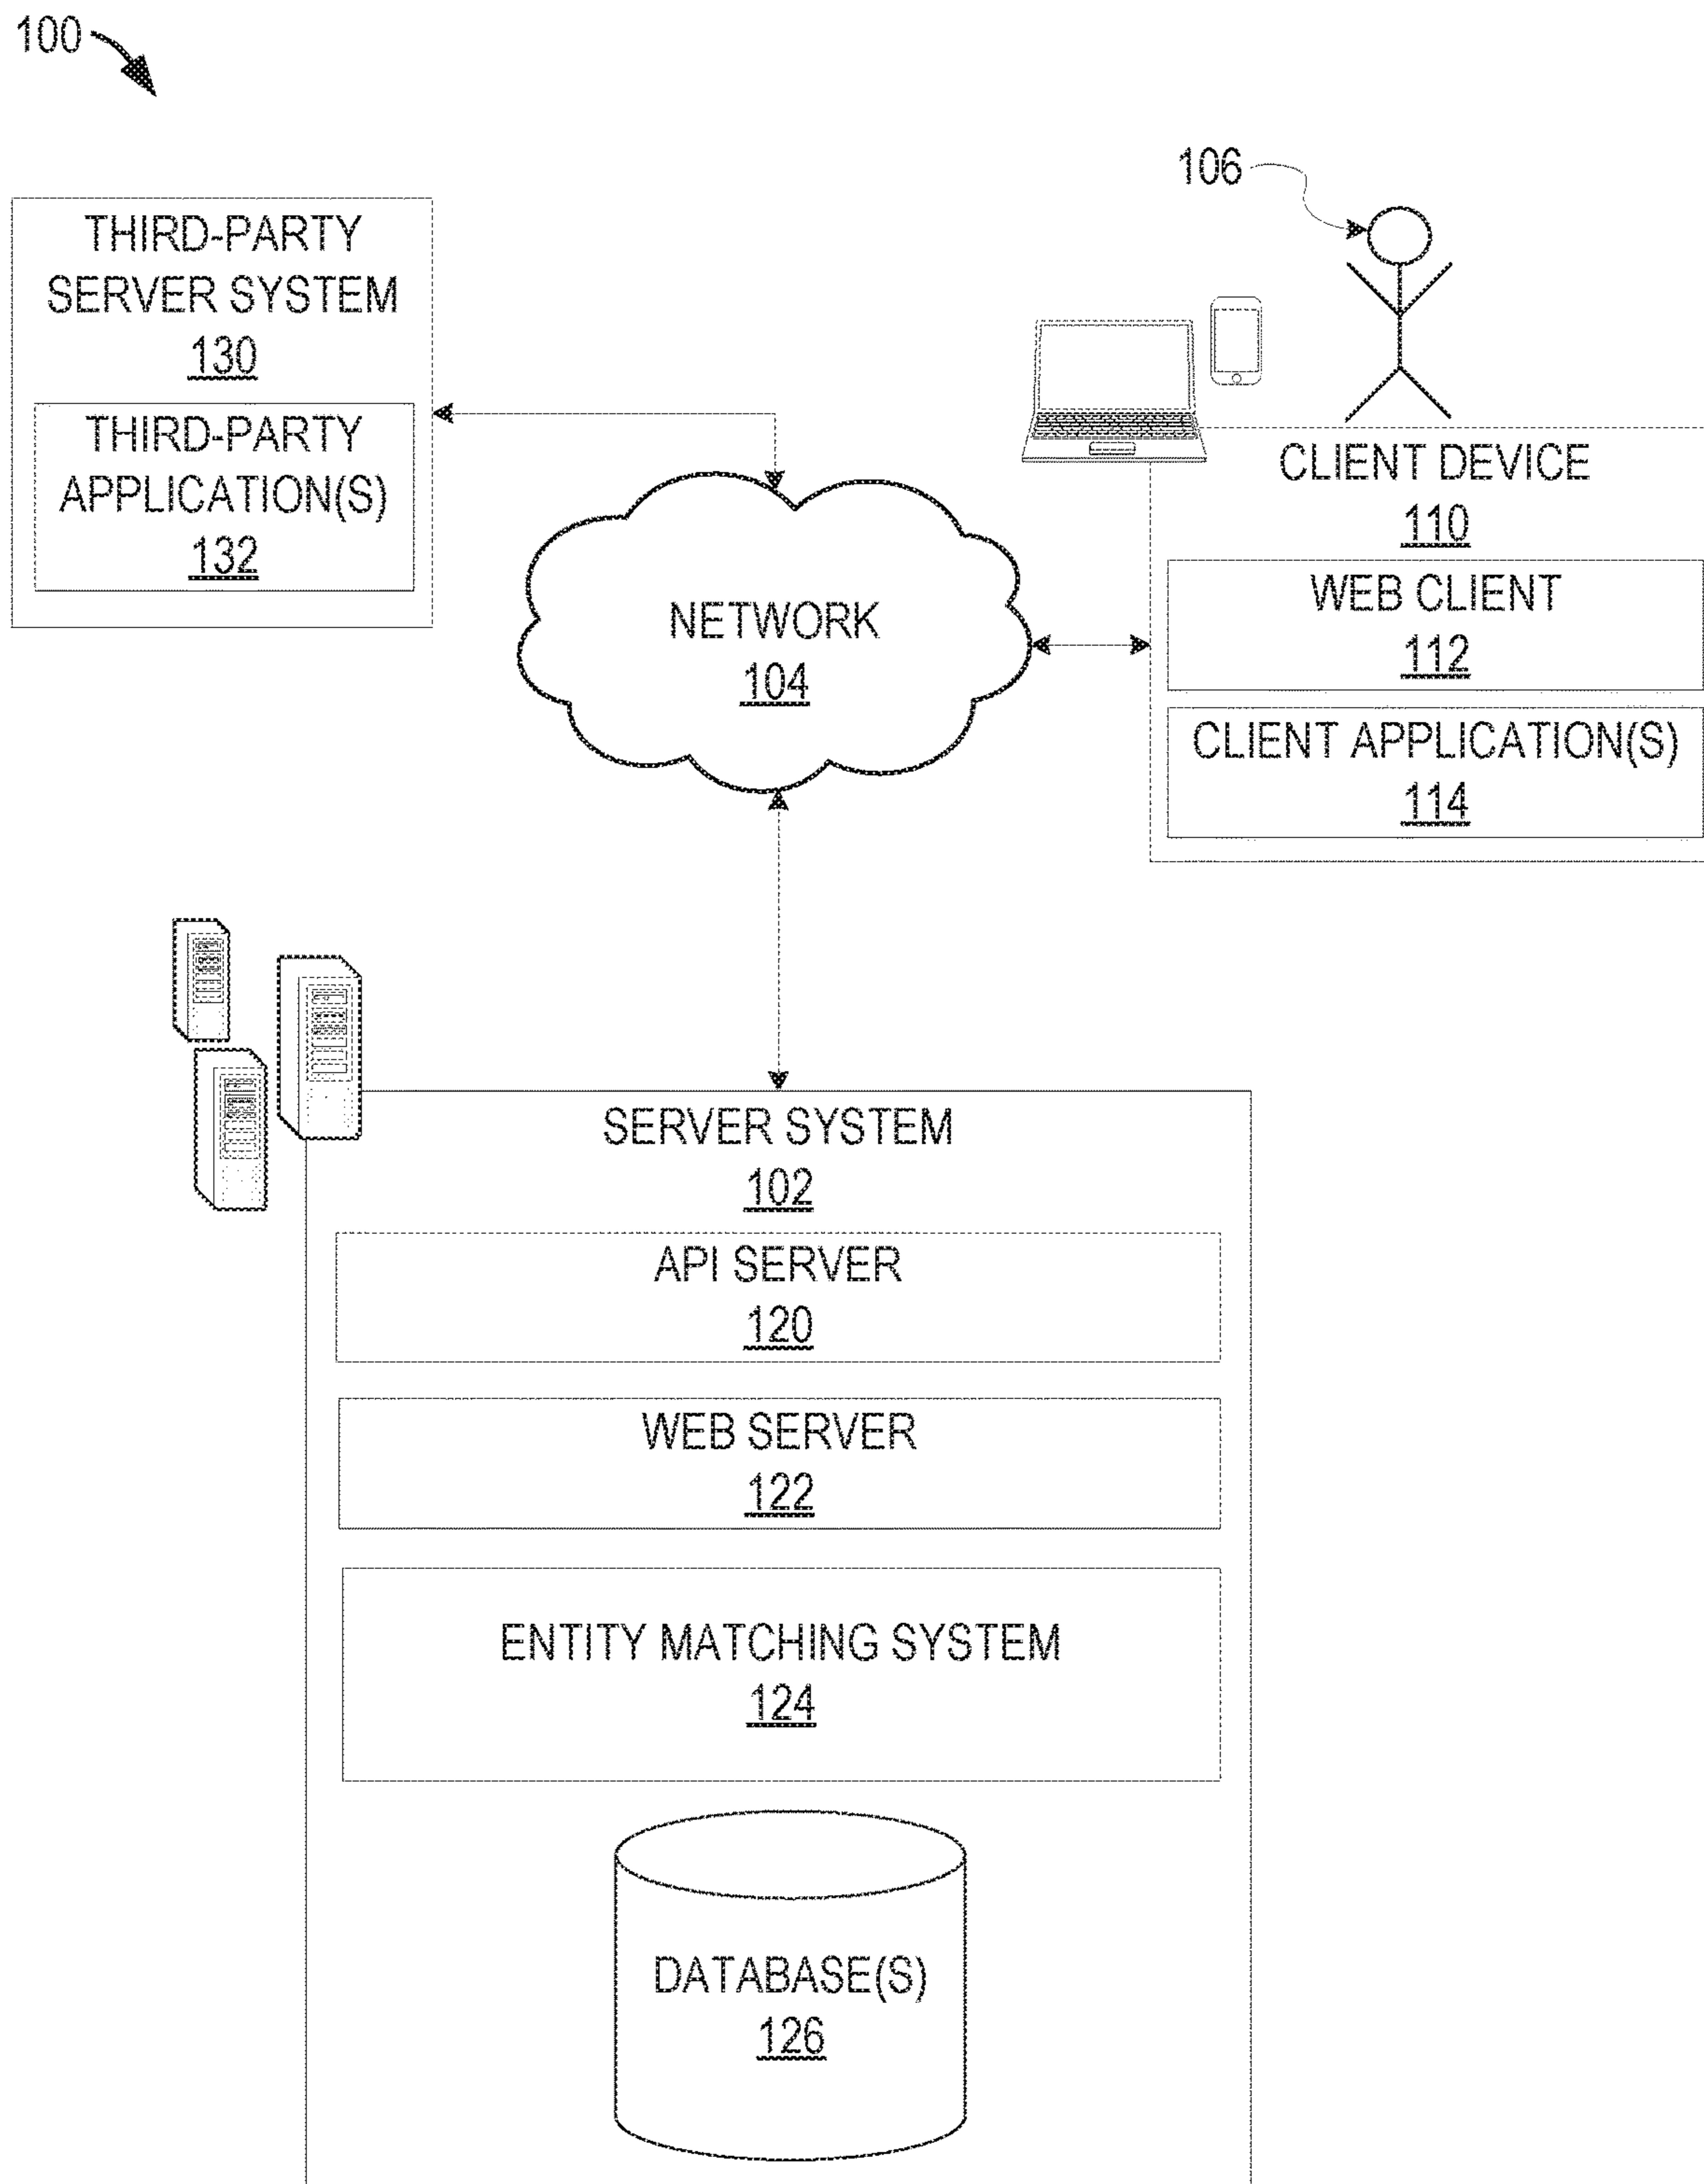 100
106
THIRD-PARTY
SERVER SYSTEM
130
THIRD-PARTY
APPLICATION(S)
132
CLIENT DEVICE
110
WEB CLIENT
112
CLIENT APPLICATION(S)
114
NETWORK
104
SERVER SYSTEM
102
API SERVER
120
WEB SERVER
122
ENTITY MATCHING SYSTEM
124
DATABASE(S)
126